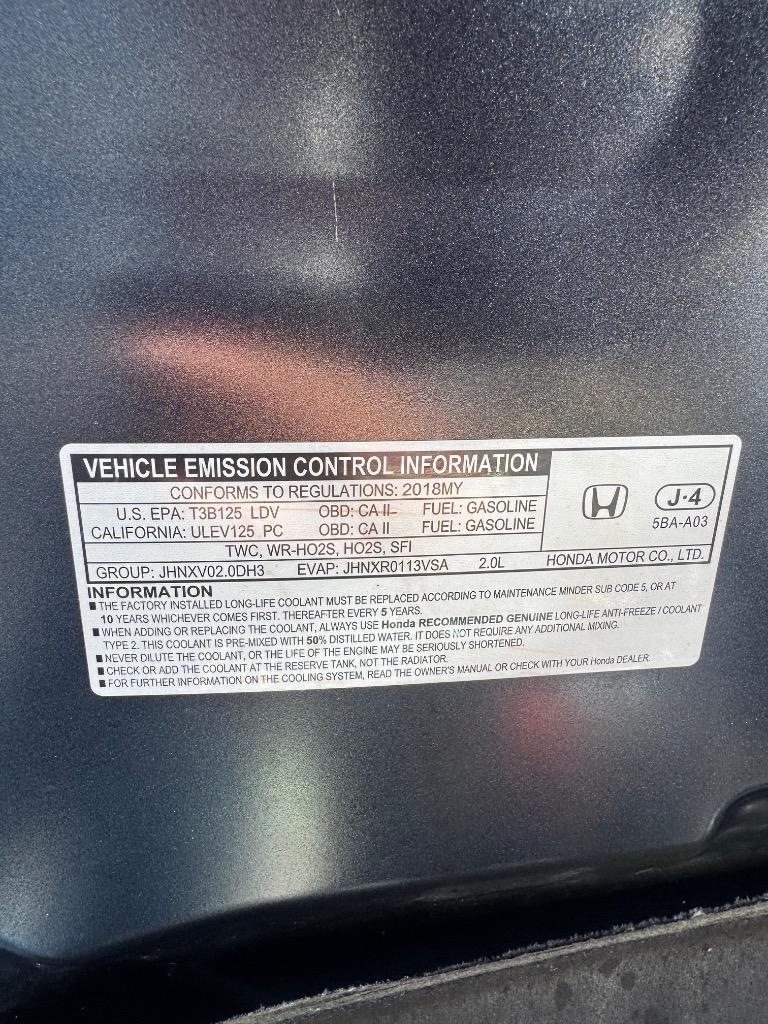 VEHICLE EMISSION CONTROL INFORMATION
CONFORMS TO REGULATIONS: 2018MY
U.S. EPA: T3B125 LDV OBD: CA II FUEL: GASOLINE
CALIFORNIA: ULEV125 PC OBD: CA II FUEL: GASOLINE
TWC, WR-HO2S, HO2S, SFI
GROUP: JHNXV02.0DH3 EVAP: JHNXR0113VSA 2.0L
J·4
5BA-A03
HONDA MOTOR CO., LTD.
INFORMATION
■ THE FACTORY INSTALLED LONG-LIFE COOLANT MUST BE REPLACED ACCORDING TO MAINTENANCE MINDER SUB CODE 5, OR AT
10 YEARS WHICHEVER COMES FIRST. THEREAFTER EVERY 5 YEARS.
■ WHEN ADDING OR REPLACING THE COOLANT, ALWAYS USE Honda RECOMMENDED GENUINE LONG-LIFE ANTI-FREEZE / COOLANT
TYPE 2. THIS COOLANT IS PRE-MIXED WITH 50% DISTILLED WATER. IT DOES NOT REQUIRE ANY ADDITIONAL MIXING.
■ NEVER DILUTE THE COOLANT, OR THE LIFE OF THE ENGINE MAY BE SERIOUSLY SHORTENED.
■ CHECK OR ADD THE COOLANT AT THE RESERVE TANK, NOT THE RADIATOR.
■ FOR FURTHER INFORMATION ON THE COOLING SYSTEM, READ THE OWNER'S MANUAL OR CHECK WITH YOUR Honda DEALER.